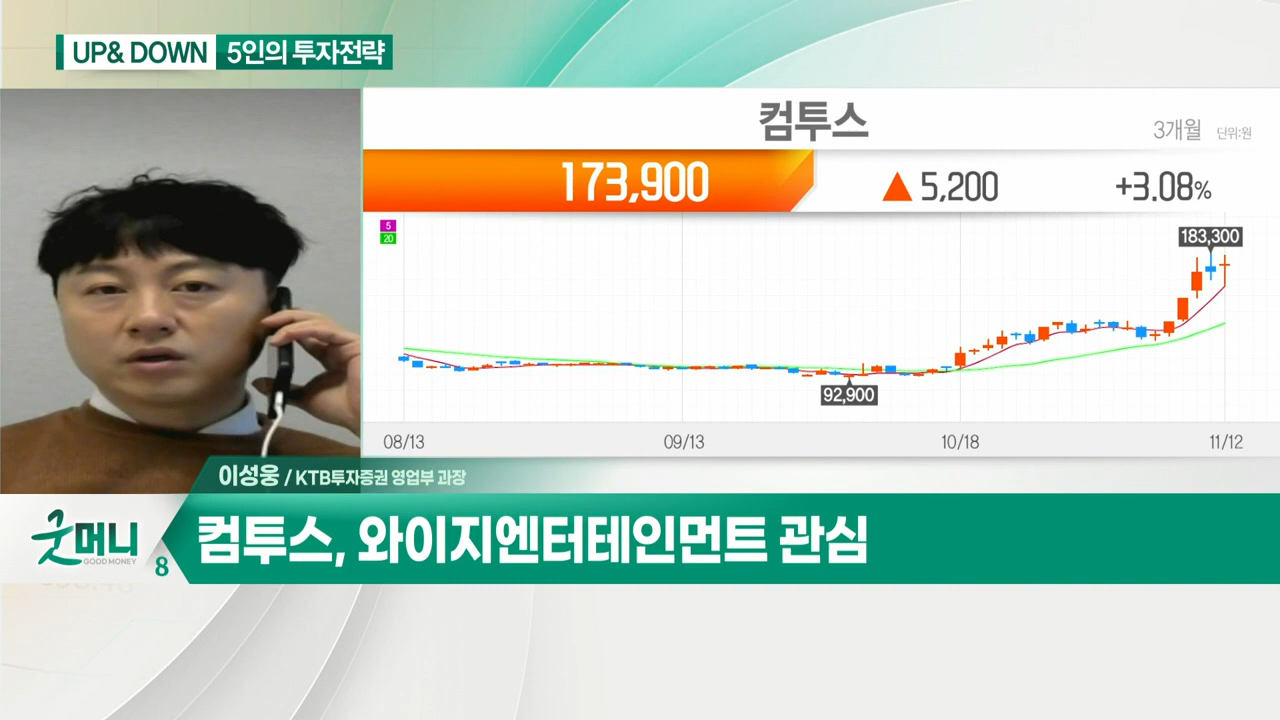 UP& DOWN 5인의 투자전략
컴투스
3개월 단위:원
173,900 ▲5,200 +3.08%
5
20
183,300
92,900
08/13 09/13 10/18 11/12
이성웅 / KTB투자증권 영업부 과장
굿머니
GOOD MONEY
8
컴투스, 와이지엔터테인먼트 관심